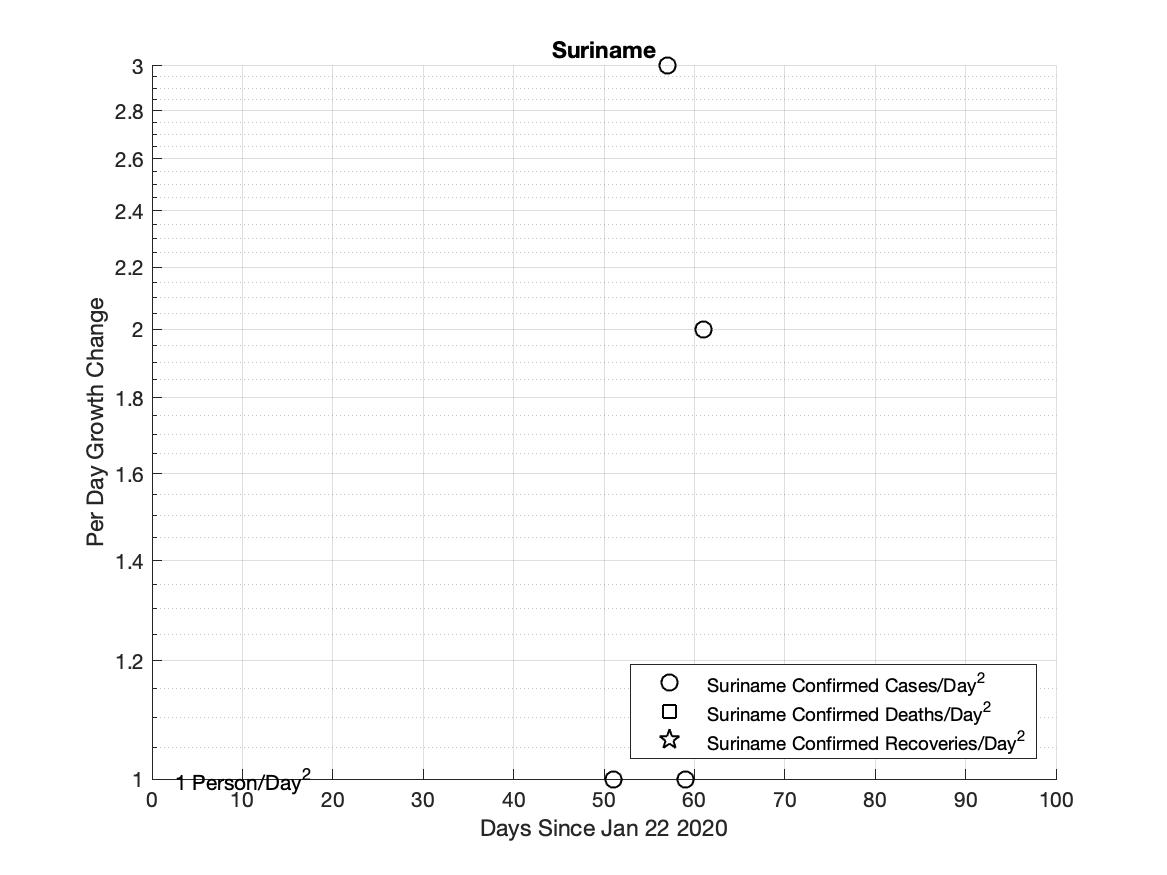 Suriname
3
2.8
2.6
2.4
2.2
2
1.8
1.6
1.4
1.2
1
Per Day Growth Change
Suriname Confirmed Cases/Day²
Suriname Confirmed Deaths/Day²
Suriname Confirmed Recoveries/Day²
1 Person/Day²
0 10 20 30 40 50 60 70 80 90 100
Days Since Jan 22 2020